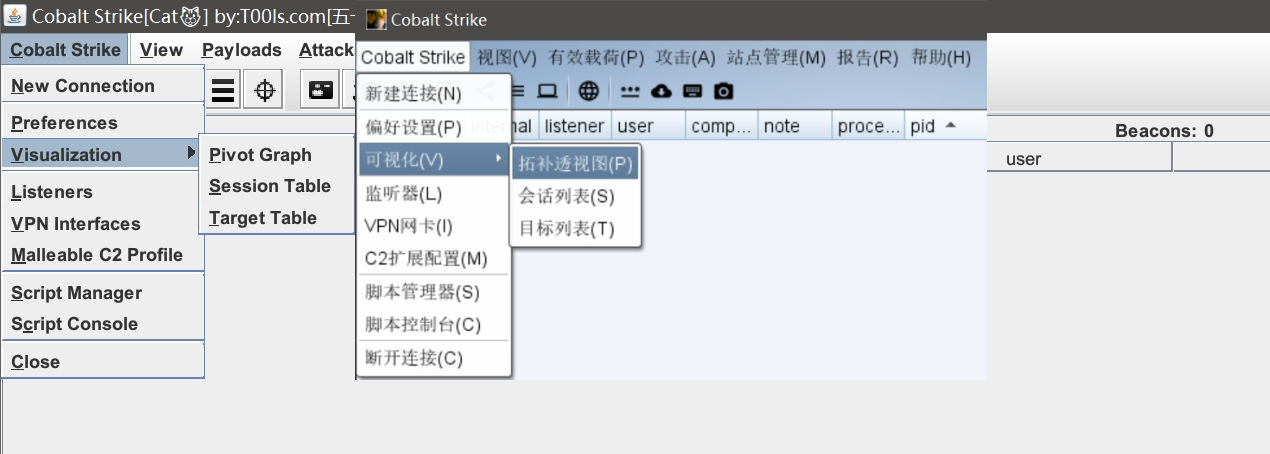 Cobalt Strike[Cat😼] by:T00ls.com[五
Cobalt Strike View Payloads Attack
New Connection
Preferences
Visualization
Pivot Graph
Session Table
Target Table
Listeners
VPN Interfaces
Malleable C2 Profile
Script Manager
Script Console
Close
Cobalt Strike
Cobalt Strike 视图(V) 有效载荷(P) 攻击(A) 站点管理(M) 报告(R) 帮助(H)
listener user comp... note proce... pid
新建连接(N)
偏好设置(P)
可视化(V)
拓补透视图(P)
会话列表(S)
目标列表(T)
监听器(L)
VPN网卡(I)
C2扩展配置(M)
脚本管理器(S)
脚本控制台(C)
断开连接(C)
Beacons: 0
user